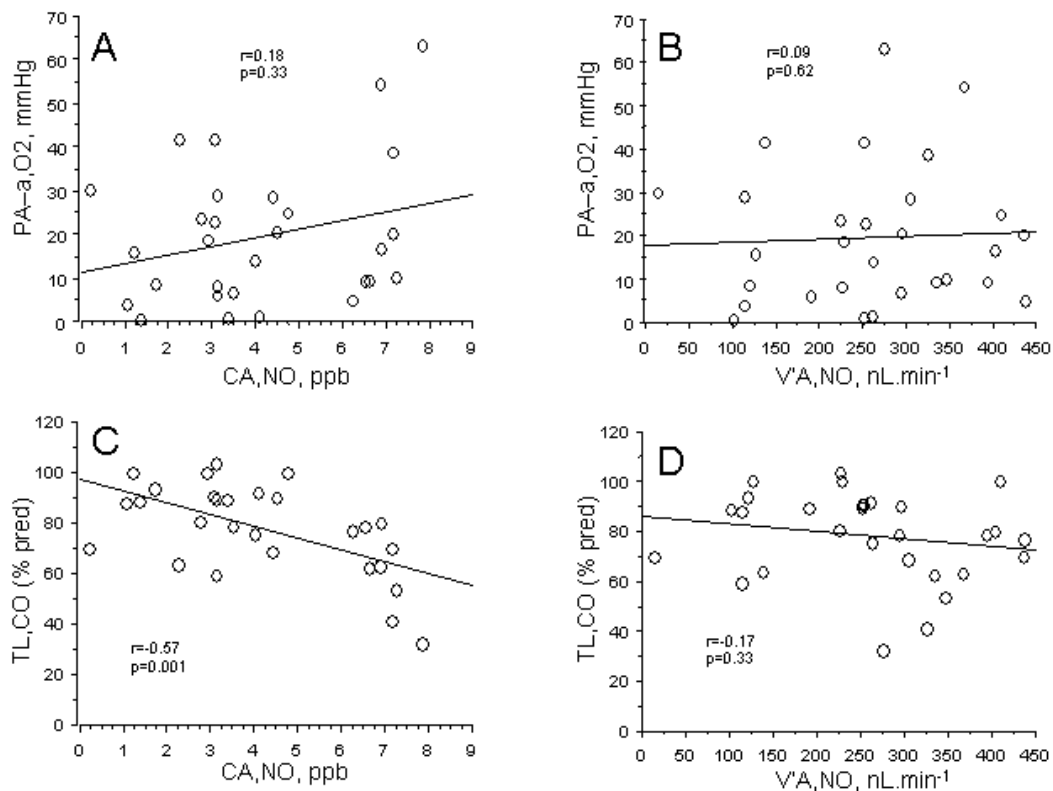 A
r=0.18
p=0.33
PA–a,O2, mmHg
70
60
50
40
30
20
10
0
0 1 2 3 4 5 6 7 8 9
CA,NO, ppb
B
r=0.09
p=0.62
PA–a,O2, mmHg
70
60
50
40
30
20
10
0
0 50 100 150 200 250 300 350 400 450
V'A,NO, nL.min-1
C
TL,CO (% pred)
120
100
80
60
40
20
0
r=-0.57
p=0.001
0 1 2 3 4 5 6 7 8 9
CA,NO, ppb
D
TL,CO (% pred)
120
100
80
60
40
20
0
r=-0.17
p=0.33
0 50 100 150 200 250 300 350 400 450
V'A,NO, nL.min-1